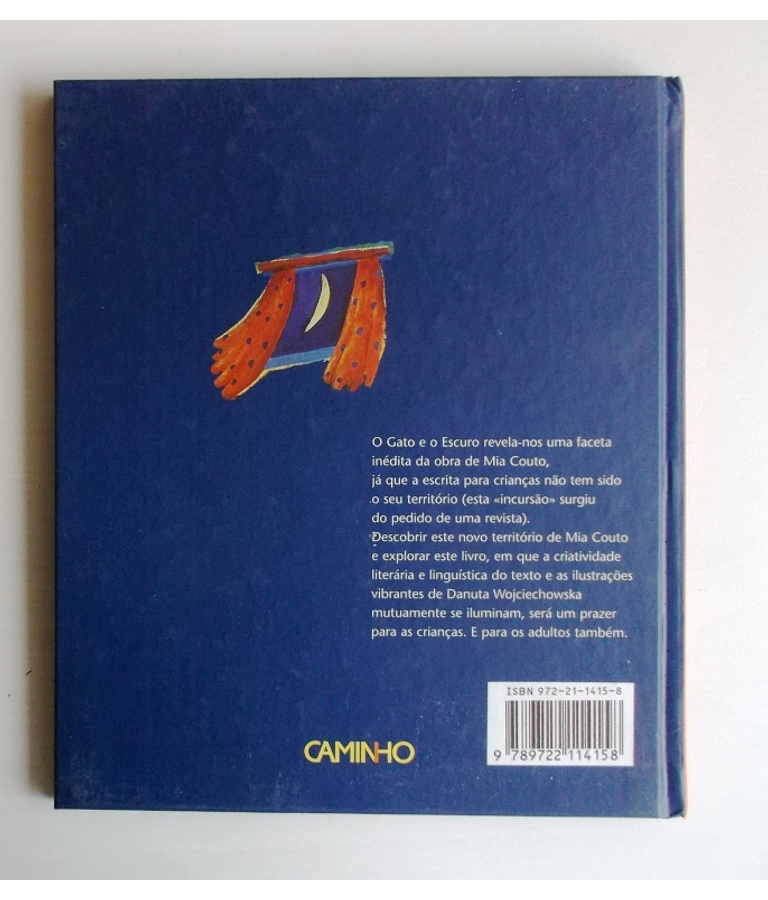 O Gato e o Escuro revela-nos uma faceta
inédita da obra de Mia Couto,
já que a escrita para crianças não tem sido
o seu território (esta «incursão» surgiu
do pedido de uma revista).
Descobrir este novo território de Mia Couto
e explorar este livro, em que a criatividade
literária e linguística do texto e as ilustrações
vibrantes de Danuta Wojciechowska
mutuamente se iluminam, será um prazer
para as crianças. E para os adultos também.
ISBN 972-21-1415-8
9 789722 114158
CAMINHO